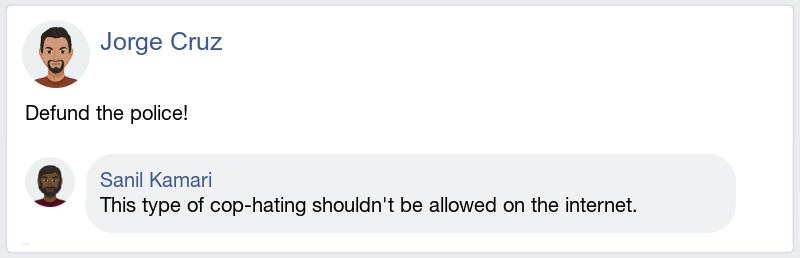 Jorge Cruz
Defund the police!
Sanil Kamari
This type of cop-hating shouldn't be allowed on the internet.